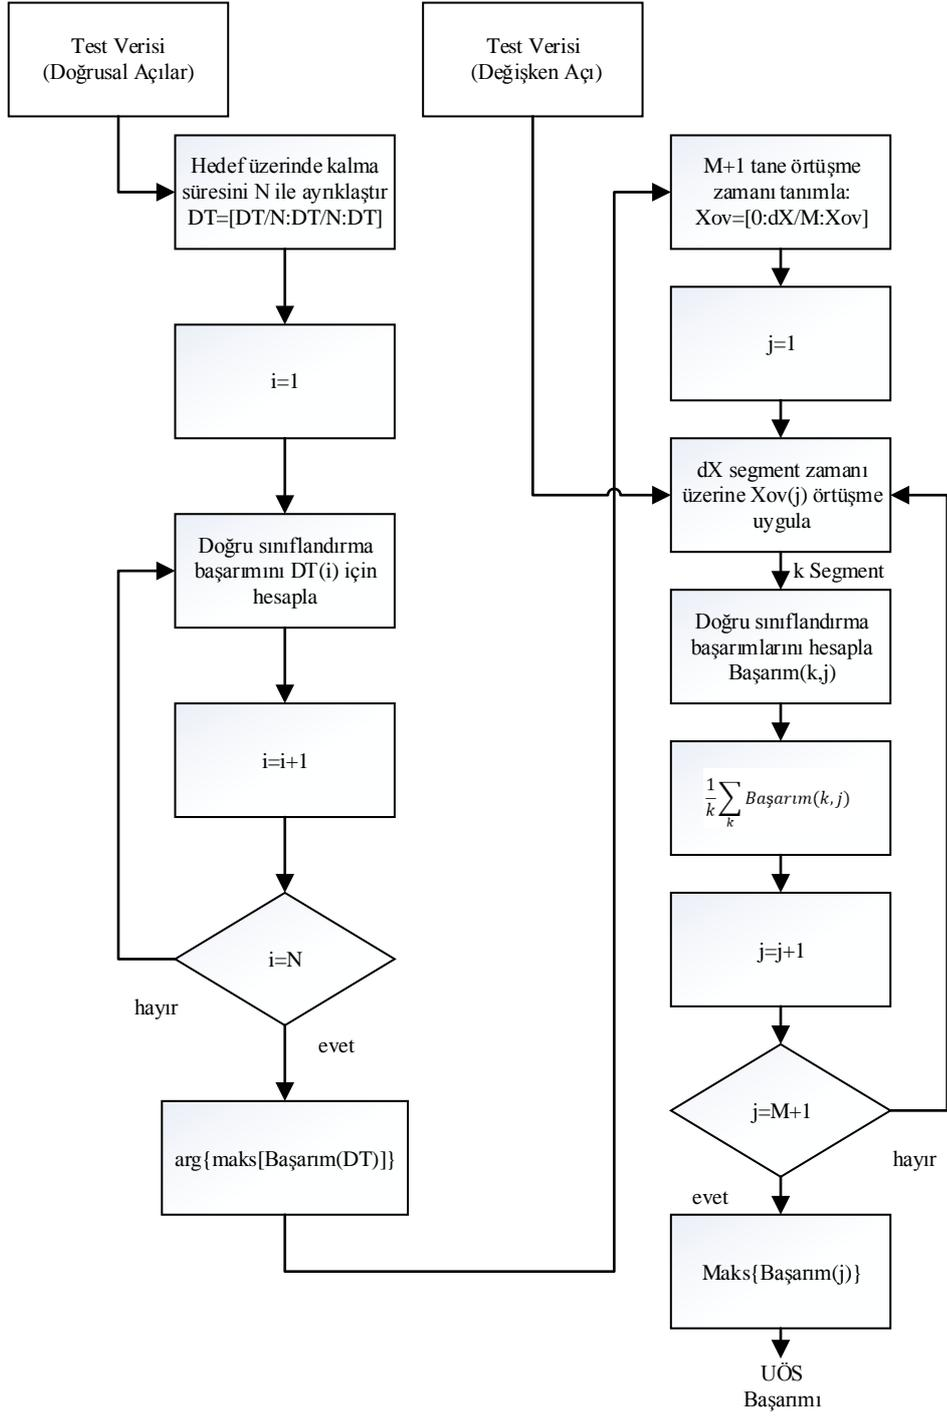 Test Verisi
(Doğrusal Açılar)
Hedef üzerinde kalma
süresini N ile ayrıklaştır
DT=[DT/N:DT/N:DT]
i=1
Doğru sınıflandırma
başarımını DT(i) için
hesapla
i=i+1
i=N
hayır
evet
arg{maks[Başarım(DT)]}
Test Verisi
(Değişken Açı)
M+1 tane örtüşme
zamanı tanımla:
Xov=[0:dX/M:Xov]
j=1
dX segment zamanı
üzerine Xov(j) örtüşme
uygula
k Segment
Doğru sınıflandırma
başarımlarını hesapla
Başarım(k,j)
1/k ∑k Başarım(k,j)
j=j+1
j=M+1
hayır
evet
Maks{Başarım(j)}
UÖS
Başarımı